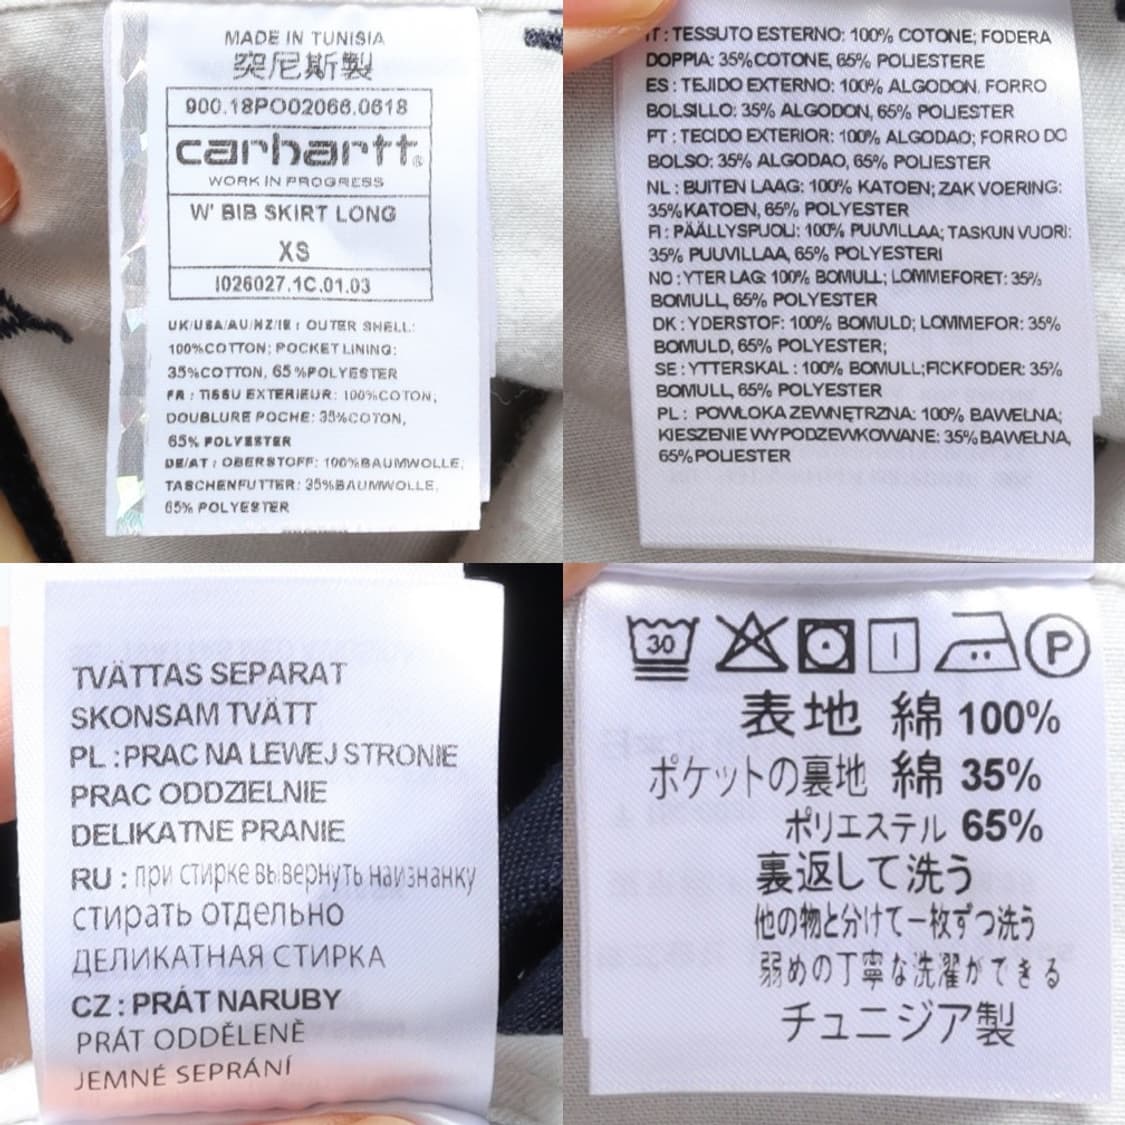 MADE IN TUNISIA
突尼斯製
900.18PO02066.0618
carhartt®
WORK IN PROGRESS
W' BIB SKIRT LONG
XS
I026027.1C.01.03
UK/USA/AU/NZ/IE : OUTER SHELL:
100%COTTON; POCKET LINING:
35%COTTON, 65 %POLYESTER
FR : TISSU EXTERIEUR: 100%COTON;
DOUBLURE POCHE: 35%COTON,
65% POLYESTER
DE/AT : OBERSTOFF: 100%BAUMWOLLE;
TASCHENFUTTER: 35%BAUMWOLLE,
65% POLYESTER
IT : TESSUTO ESTERNO: 100% COTONE; FODERA
DOPPIA: 35%COTONE, 65% POLIESTERE
ES : TEJIDO EXTERNO: 100% ALGODON. FORRO
BOLSILLO: 35% ALGODON, 65% POLIESTER
PT : TECIDO EXTERIOR: 100% ALGODAO; FORRO DO
BOLSO: 35% ALGODAO, 65% POLIESTER
NL : BUITEN LAAG: 100% KATOEN; ZAK VOERING:
35%KATOEN, 65% POLYESTER
FI : PÄÄLLYSPUOLI: 100% PUUVILLAA; TASKUN VUORI:
35% PUUVILLAA, 65% POLYESTERI
NO : YTER LAG: 100% BOMULL; LOMMEFORET: 35%
BOMULL, 65% POLYESTER
DK : YDERSTOF: 100% BOMULD; LOMMEFOR: 35%
BOMULD, 65% POLYESTER;
SE : YTTERSKAL : 100% BOMULL;FICKFODER: 35%
BOMULL, 65% POLYESTER
PL : POWŁOKA ZEWNĘTRZNA: 100% BAWEŁNA;
KIESZENIE WYPODZEWKOWANE: 35%BAWEŁNA,
65%POLIESTER
TVÄTTAS SEPARAT
SKONSAM TVÄTT
PL : PRAC NA LEWEJ STRONIE
PRAC ODDZIELNIE
DELIKATNE PRANIE
RU : при стирке вывернуть наизнанку
стирать отдельно
ДЕЛИКАТНАЯ СТИРКА
CZ : PRÁT NARUBY
PRÁT ODDĚLENĚ
JEMNÉ SEPRÁNÍ
30 P
表地 綿 100%
ポケットの裏地 綿 35%
ポリエステル 65%
裏返して洗う
他の物と分けて一枚ずつ洗う
弱めの丁寧な洗濯ができる
チュニジア製